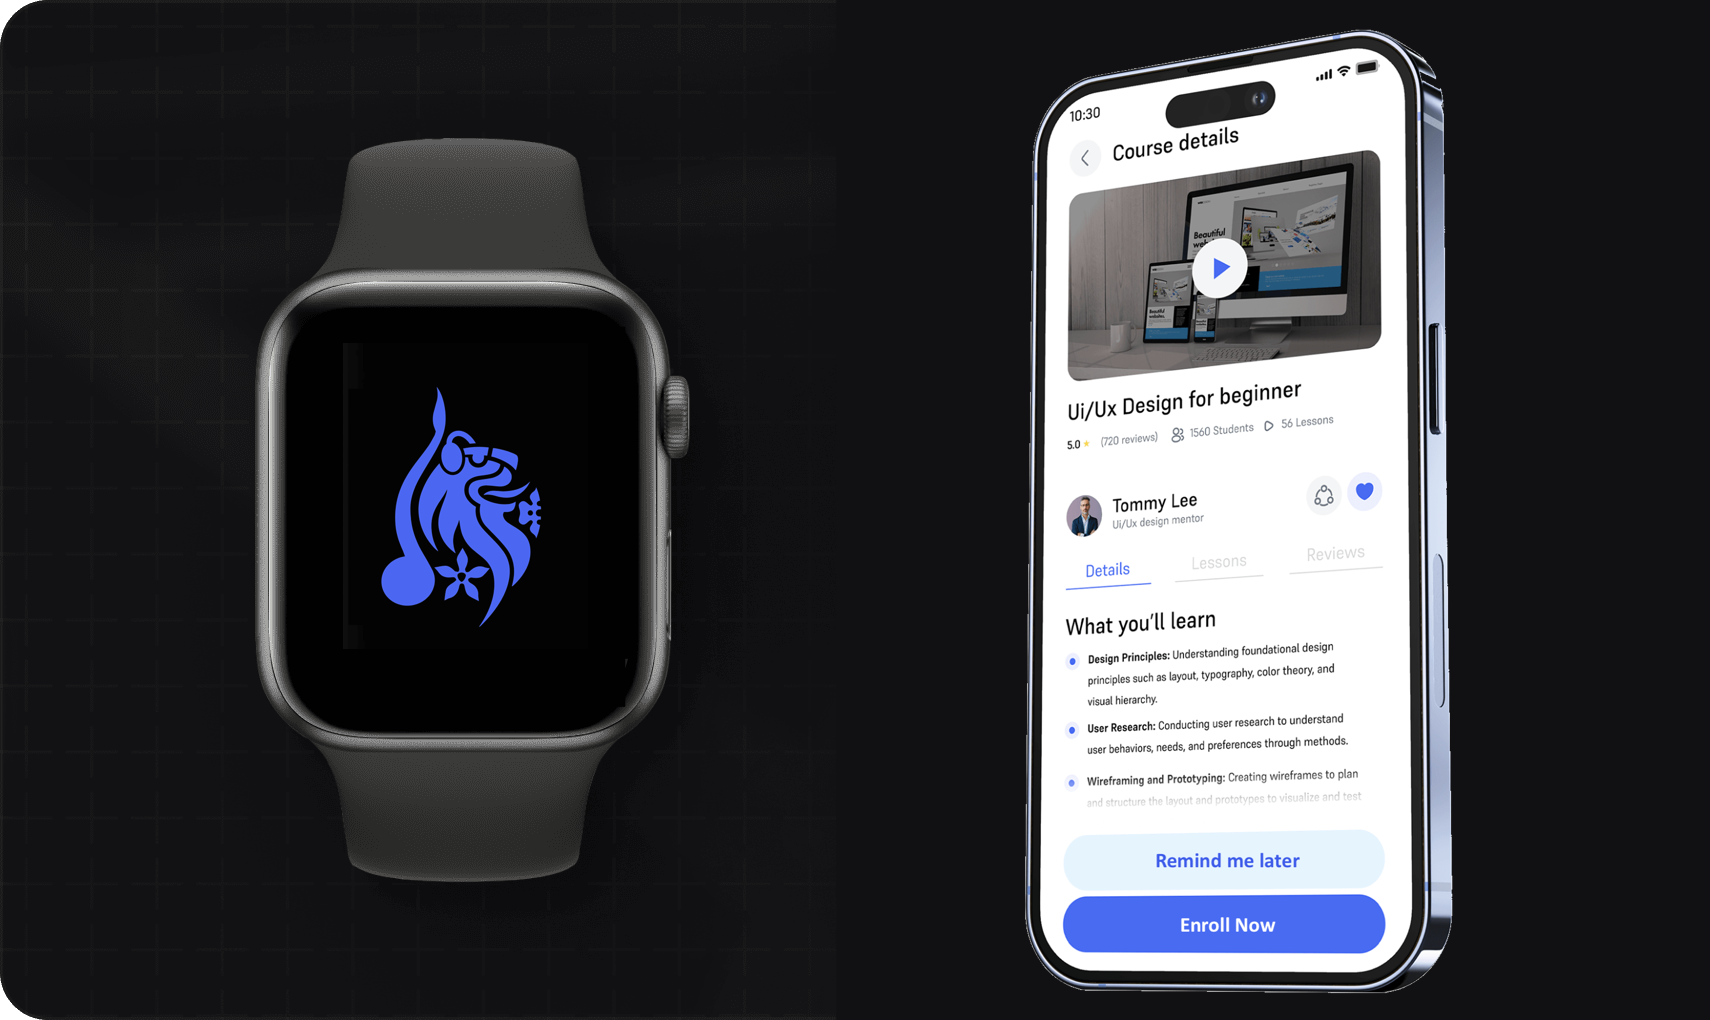 10:30
Course details
Beautiful
Ui/Ux Design for beginner
5.0 (720 reviews) 1560 Students 56 Lessons
Tommy Lee
Ui/Ux design mentor
Details Lessons Reviews
What you'll learn
Design Principles: Understanding foundational design
principles such as layout, typography, color theory, and
visual hierarchy.
User Research: Conducting user research to understand
user behaviors, needs, and preferences through methods.
Wireframing and Prototyping: Creating wireframes to plan
and structure the layout and prototypes to visualize and test
Remind me later
Enroll Now